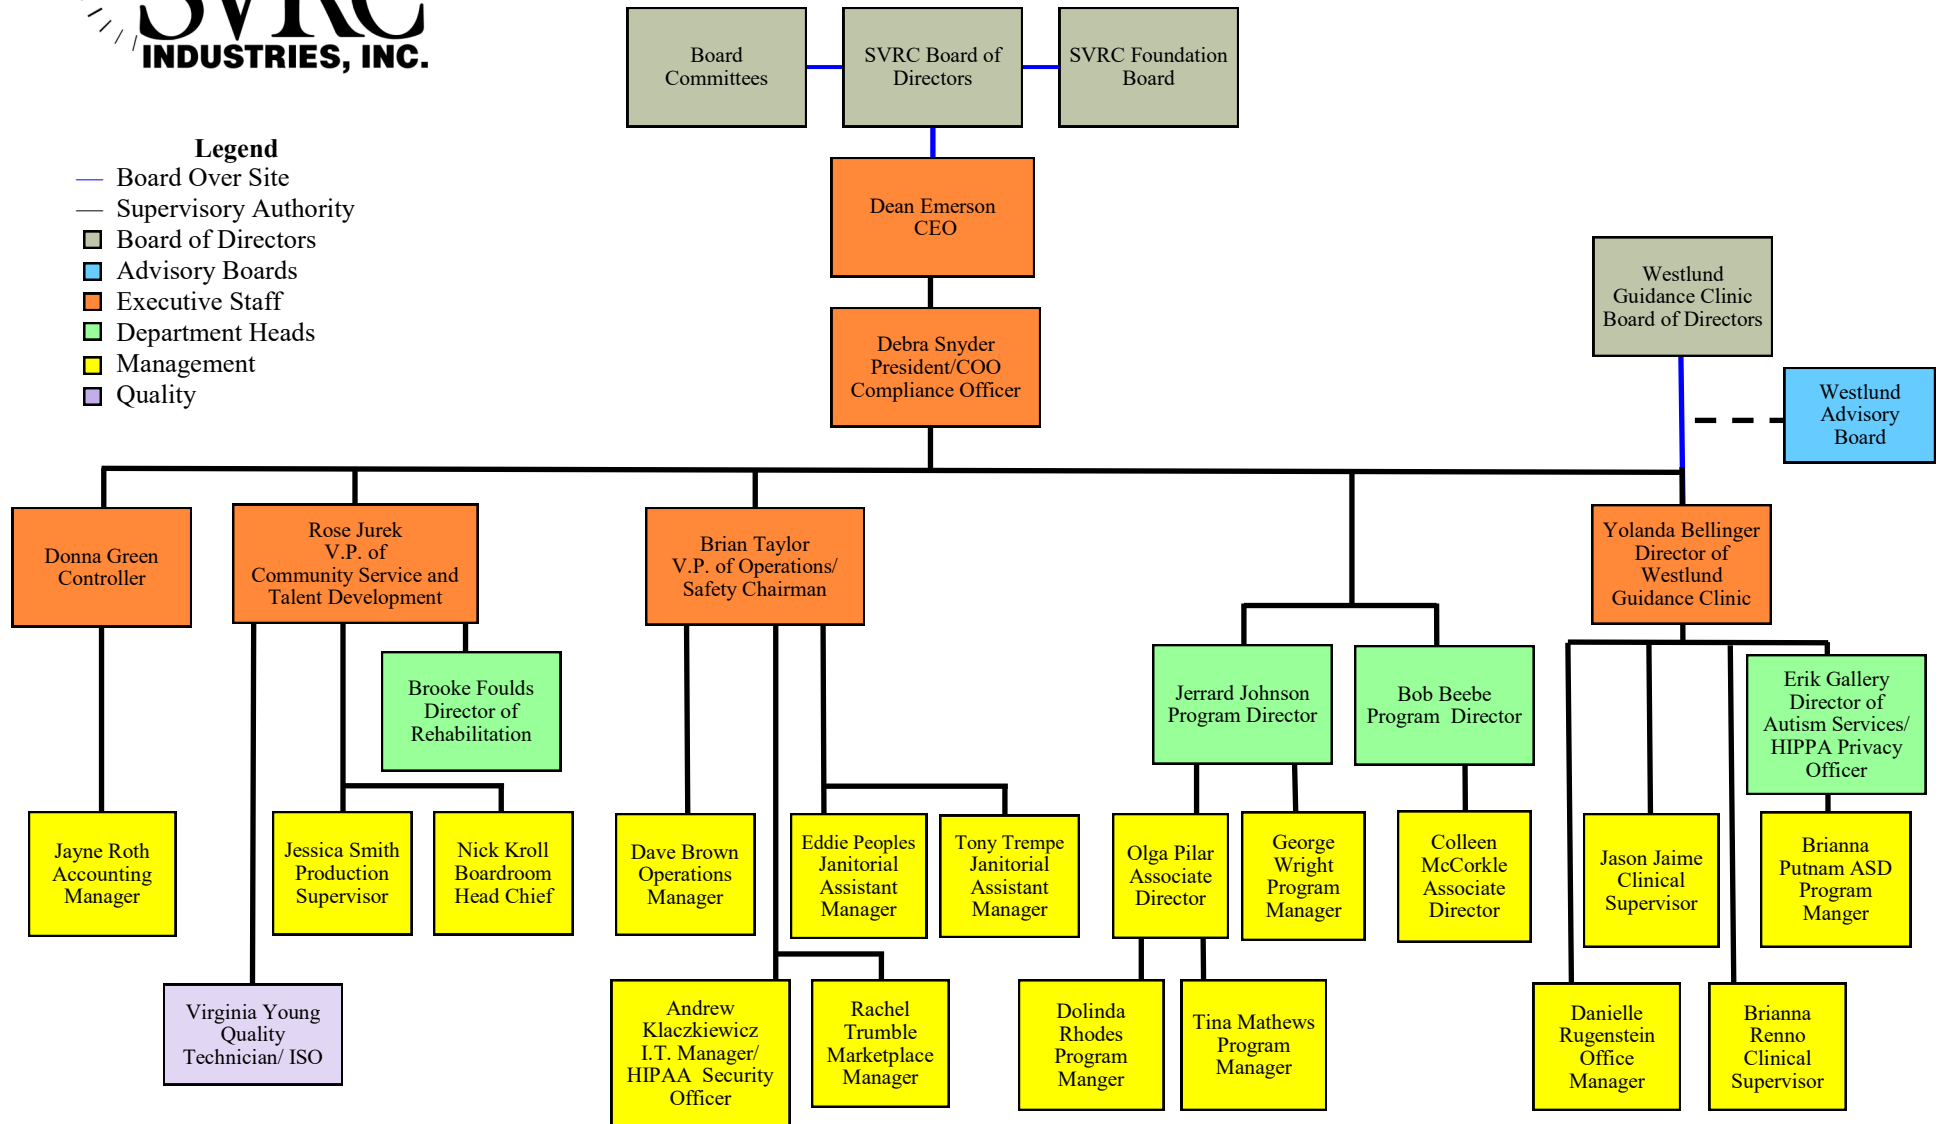 SVRC
INDUSTRIES, INC.
Board
Committees
SVRC Board of
Directors
SVRC Foundation
Board
Legend
Board Over Site
Supervisory Authority
Board of Directors
Advisory Boards
Executive Staff
Department Heads
Management
Quality
Dean Emerson
CEO
Debra Snyder
President/COO
Compliance Officer
Westlund
Guidance Clinic
Board of Directors
Westlund
Advisory
Board
Donna Green
Controller
Rose Jurek
V.P. of
Community Service and
Talent Development
Brian Taylor
V.P. of Operations/
Safety Chairman
Yolanda Bellinger
Director of
Westlund
Guidance Clinic
Brooke Foulds
Director of
Rehabilitation
Jerrard Johnson
Program Director
Bob Beebe
Program  Director
Erik Gallery
Director of
Autism Services/
HIPPA Privacy
Officer
Jayne Roth
Accounting
Manager
Jessica Smith
Production
Supervisor
Nick Kroll
Boardroom
Head Chief
Dave Brown
Operations
Manager
Eddie Peoples
Janitorial
Assistant
Manager
Tony Trempe
Janitorial
Assistant
Manager
Olga Pilar
Associate
Director
George
Wright
Program
Manager
Colleen
McCorkle
Associate
Director
Jason Jaime
Clinical
Supervisor
Brianna
Putnam ASD
Program
Manger
Virginia Young
Quality
Technician/ ISO
Andrew
Klaczkiewicz
I.T. Manager/
HIPAA  Security
Officer
Rachel
Trumble
Marketplace
Manager
Dolinda
Rhodes
Program
Manger
Tina Mathews
Program
Manager
Danielle
Rugenstein
Office
Manager
Brianna
Renno
Clinical
Supervisor